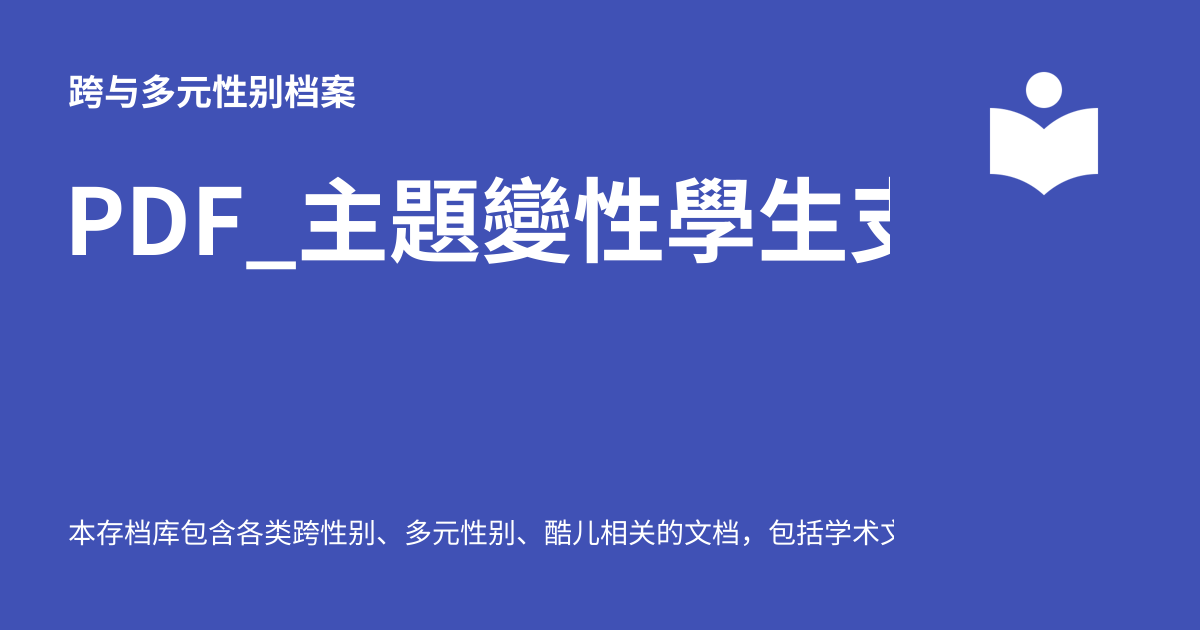 跨与多元性别档案
PDF_主題變性學生
本存档库包含各类跨性别、多元性别、酷儿相关的文档，包括学术